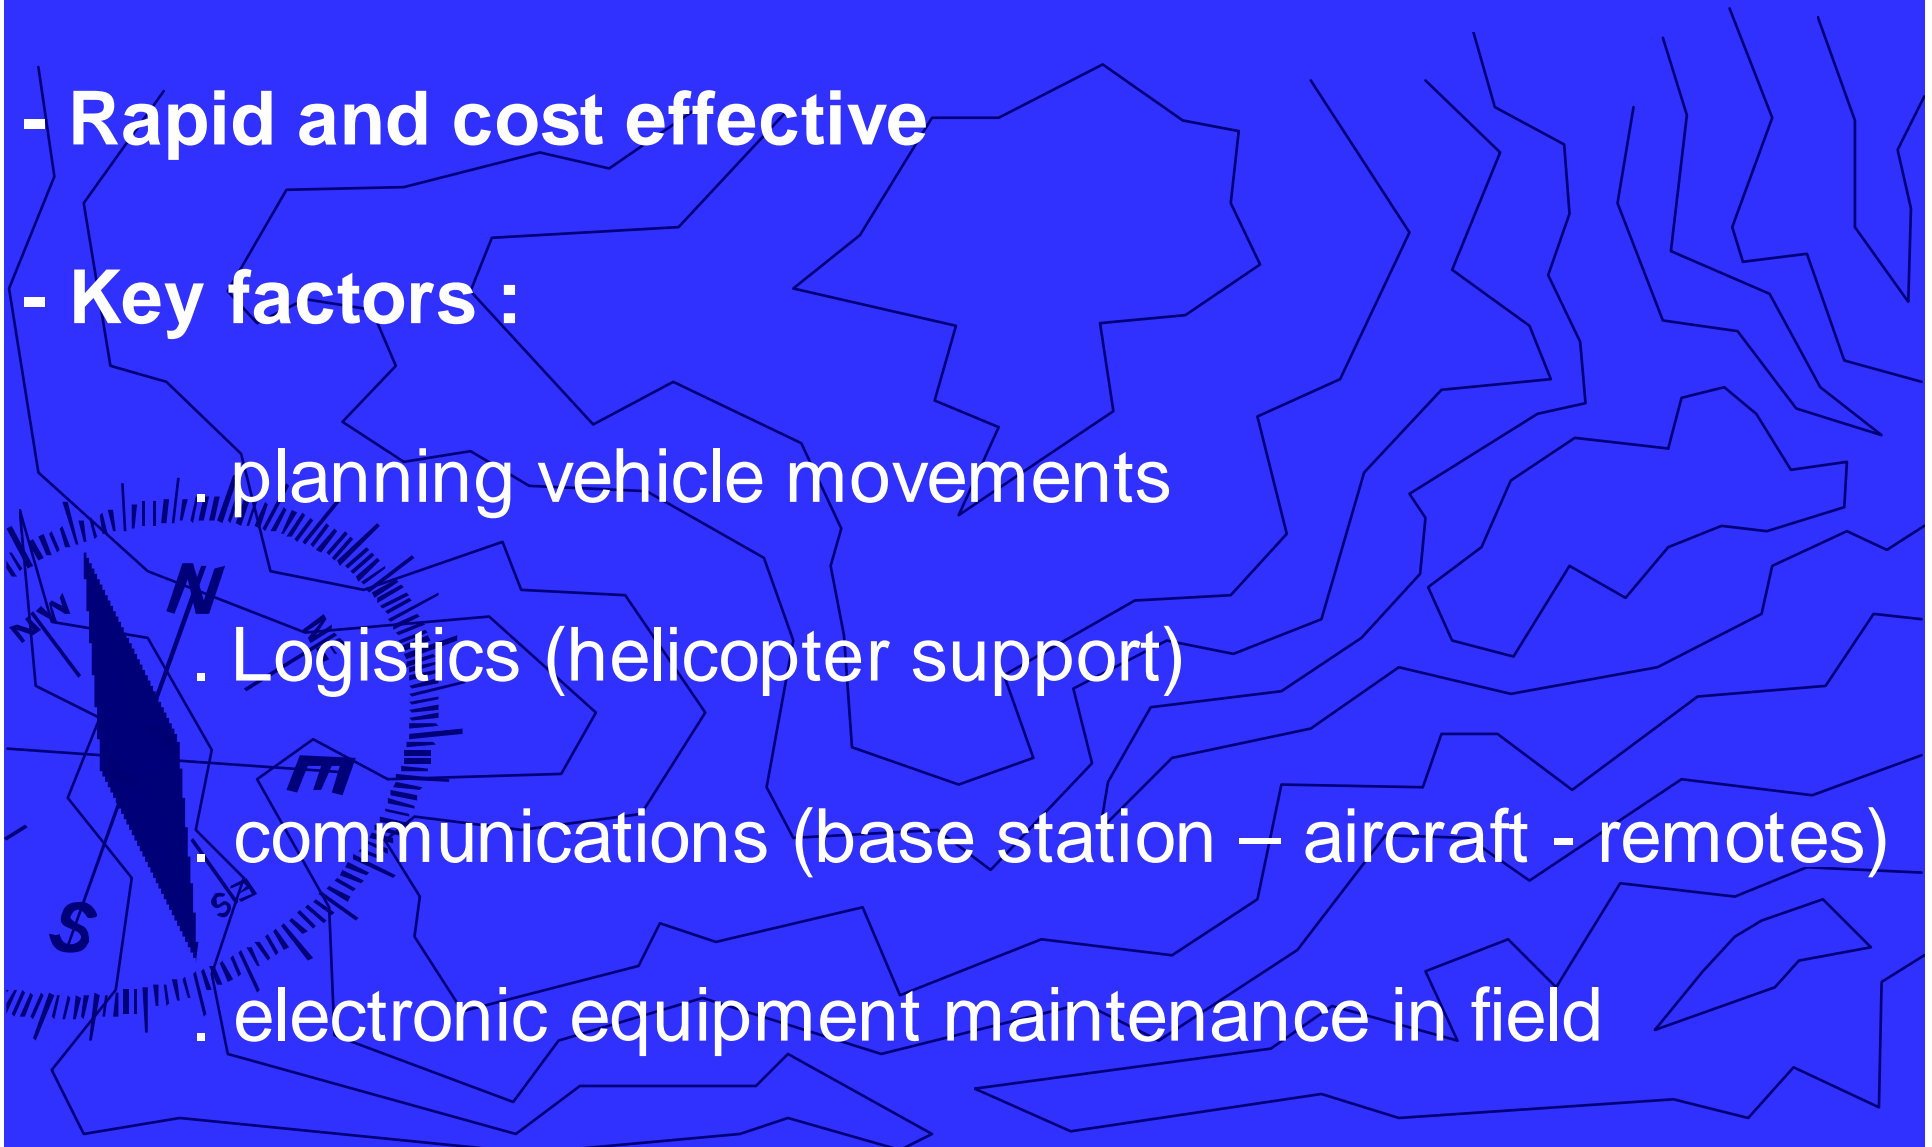 - Rapid and cost effective
- Key factors :
. planning vehicle movements
. Logistics (helicopter support)
. communications (base station – aircraft - remotes)
. electronic equipment maintenance in field
N
E
S